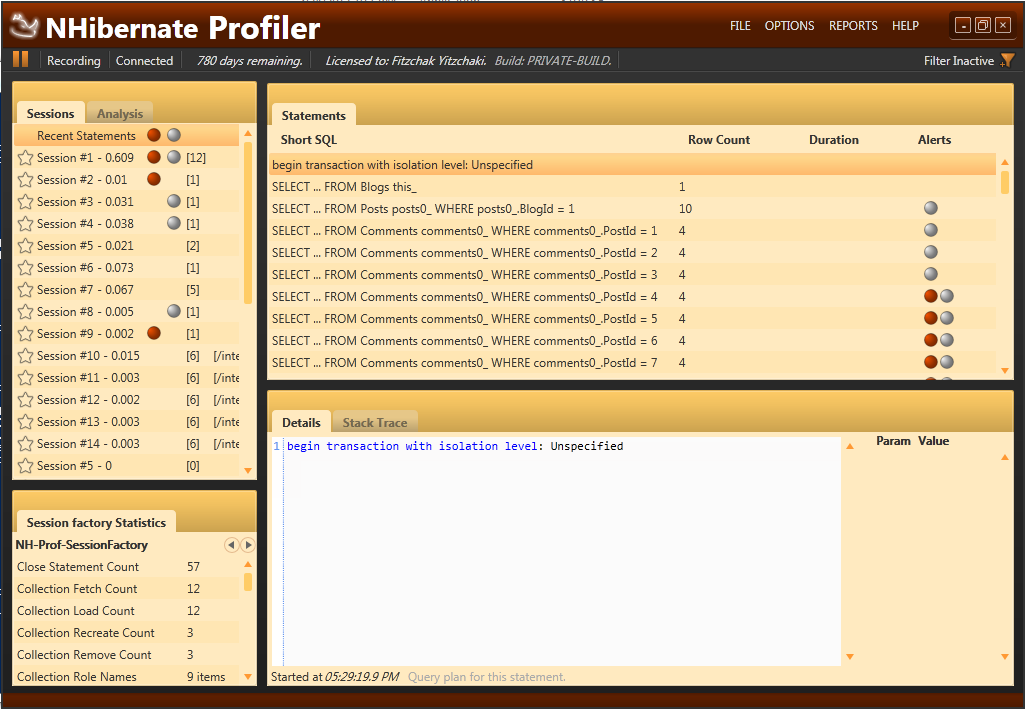 NHibernate Profiler
FILE OPTIONS REPORTS HELP
Recording Connected 780 days remaining. Licensed to: Fitzchak Yitzchaki. Build: PRIVATE-BUILD. Filter Inactive
Sessions Analysis
Recent Statements
Session #1 - 0.609 [12]
Session #2 - 0.01 [1]
Session #3 - 0.031 [1]
Session #4 - 0.038 [1]
Session #5 - 0.021 [2]
Session #6 - 0.073 [1]
Session #7 - 0.067 [5]
Session #8 - 0.005 [1]
Session #9 - 0.002 [1]
Session #10 - 0.015 [6] [/inte
Session #11 - 0.003 [6] [/inte
Session #12 - 0.002 [6] [/inte
Session #13 - 0.003 [6] [/inte
Session #14 - 0.003 [6] [/inte
Session #5 - 0 [0]
Session factory Statistics
NH-Prof-SessionFactory
Close Statement Count 57
Collection Fetch Count 12
Collection Load Count 12
Collection Recreate Count 3
Collection Remove Count 3
Collection Role Names 9 items
Statements
Short SQL Row Count Duration Alerts
begin transaction with isolation level: Unspecified
SELECT ... FROM Blogs this_ 1
SELECT ... FROM Posts posts0_ WHERE posts0_.BlogId = 1 10
SELECT ... FROM Comments comments0_ WHERE comments0_.PostId = 1 4
SELECT ... FROM Comments comments0_ WHERE comments0_.PostId = 2 4
SELECT ... FROM Comments comments0_ WHERE comments0_.PostId = 3 4
SELECT ... FROM Comments comments0_ WHERE comments0_.PostId = 4 4
SELECT ... FROM Comments comments0_ WHERE comments0_.PostId = 5 4
SELECT ... FROM Comments comments0_ WHERE comments0_.PostId = 6 4
SELECT ... FROM Comments comments0_ WHERE comments0_.PostId = 7 4
Details Stack Trace
1 begin transaction with isolation level: Unspecified
Param Value
Started at 05:29:19.9 PM Query plan for this statement.